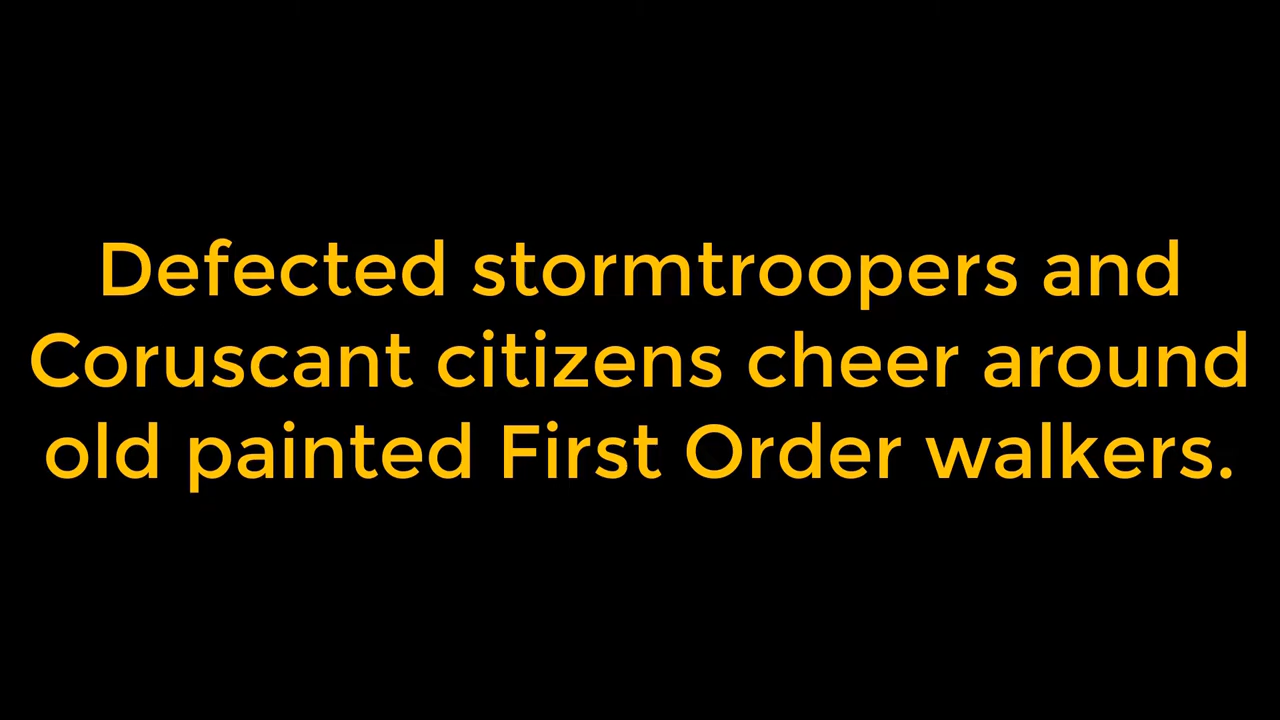 Defected stormtroopers and
Coruscant citizens cheer around
old painted First Order walkers.